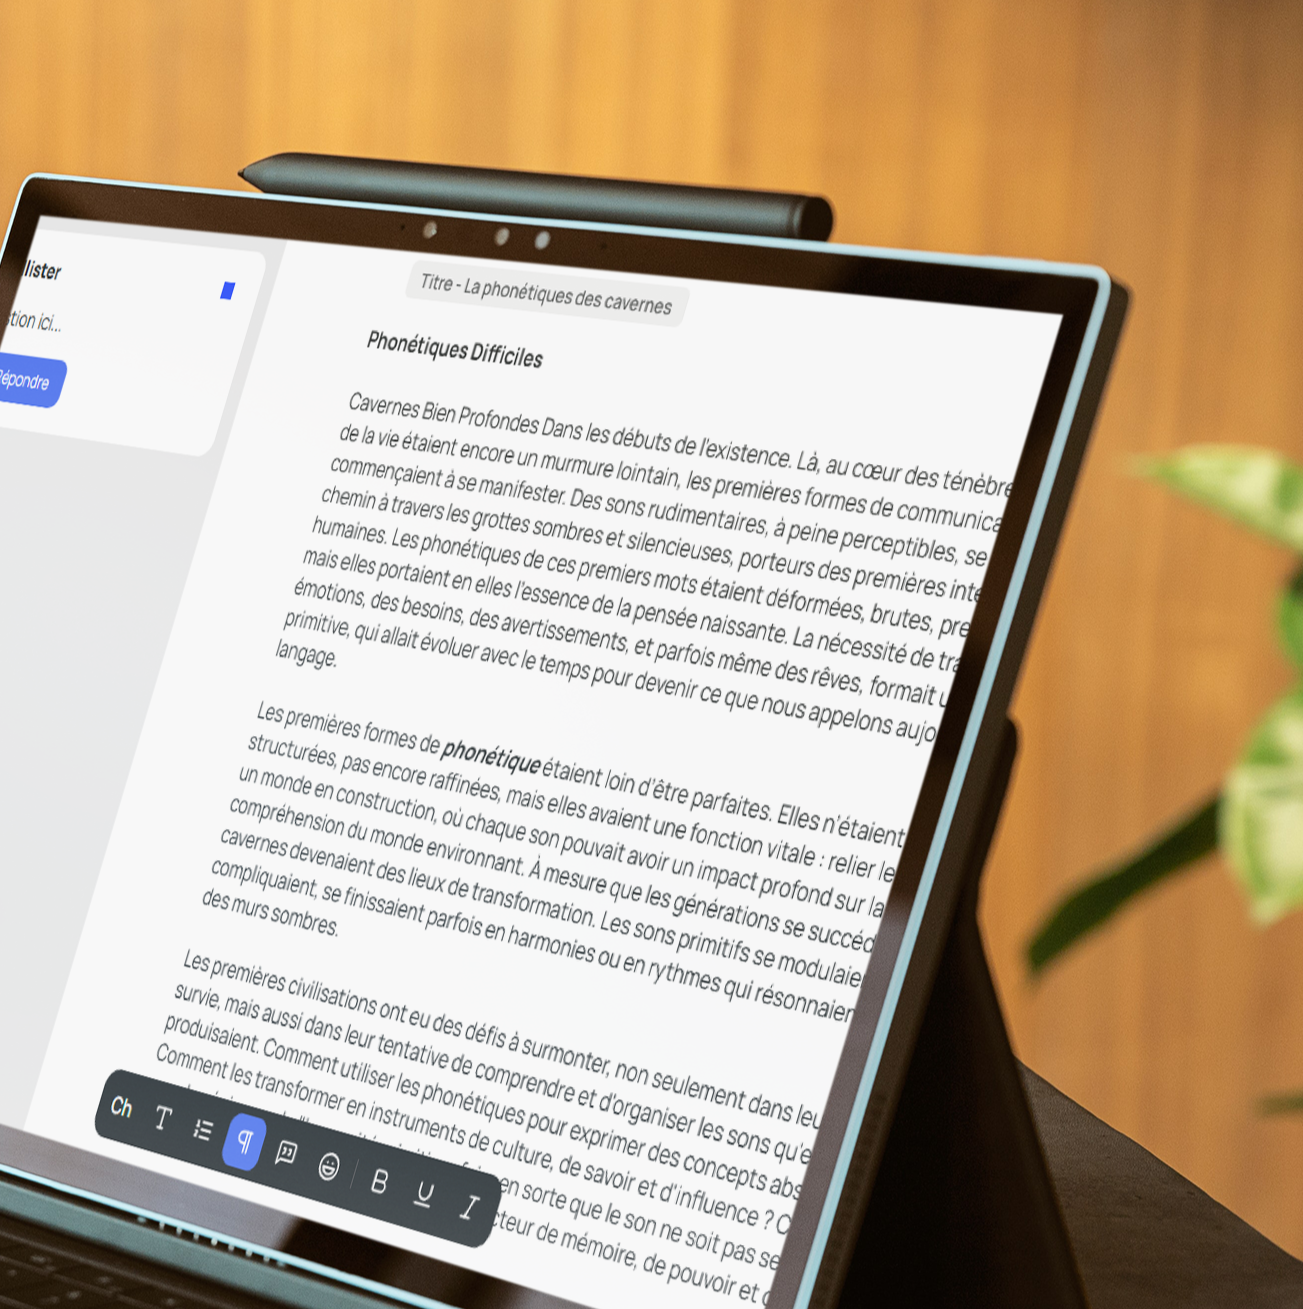 lister
stion ici...
Répondre
Titre - La phonétiques des cavernes
Phonétiques Difficiles
Cavernes Bien Profondes Dans les débuts de l'existence. Là, au cœur des ténèbre
de la vie étaient encore un murmure lointain, les premières formes de communica
commençaient à se manifester. Des sons rudimentaires, à peine perceptibles, se
chemin à travers les grottes sombres et silencieuses, porteurs des premières inte
humaines. Les phonétiques de ces premiers mots étaient déformées, brutes, pre
mais elles portaient en elles l'essence de la pensée naissante. La nécessité de tra
émotions, des besoins, des avertissements, et parfois même des rêves, formait u
primitive, qui allait évoluer avec le temps pour devenir ce que nous appelons aujo
langage.
Les premières formes de phonétique étaient loin d'être parfaites. Elles n'étaient
structurées, pas encore raffinées, mais elles avaient une fonction vitale : relier le
un monde en construction, où chaque son pouvait avoir un impact profond sur la
compréhension du monde environnant. À mesure que les générations se succéd
cavernes devenaient des lieux de transformation. Les sons primitifs se modulaie
compliquaient, se finissaient parfois en harmonies ou en rythmes qui résonnaien
des murs sombres.
Les premières civilisations ont eu des défis à surmonter, non seulement dans leu
survie, mais aussi dans leur tentative de comprendre et d'organiser les sons qu'e
produisaient. Comment utiliser les phonétiques pour exprimer des concepts abs
Comment les transformer en instruments de culture, de savoir et d'influence ? C
en sorte que le son ne soit pas se
cteur de mémoire, de pouvoir et
Ch T B U I